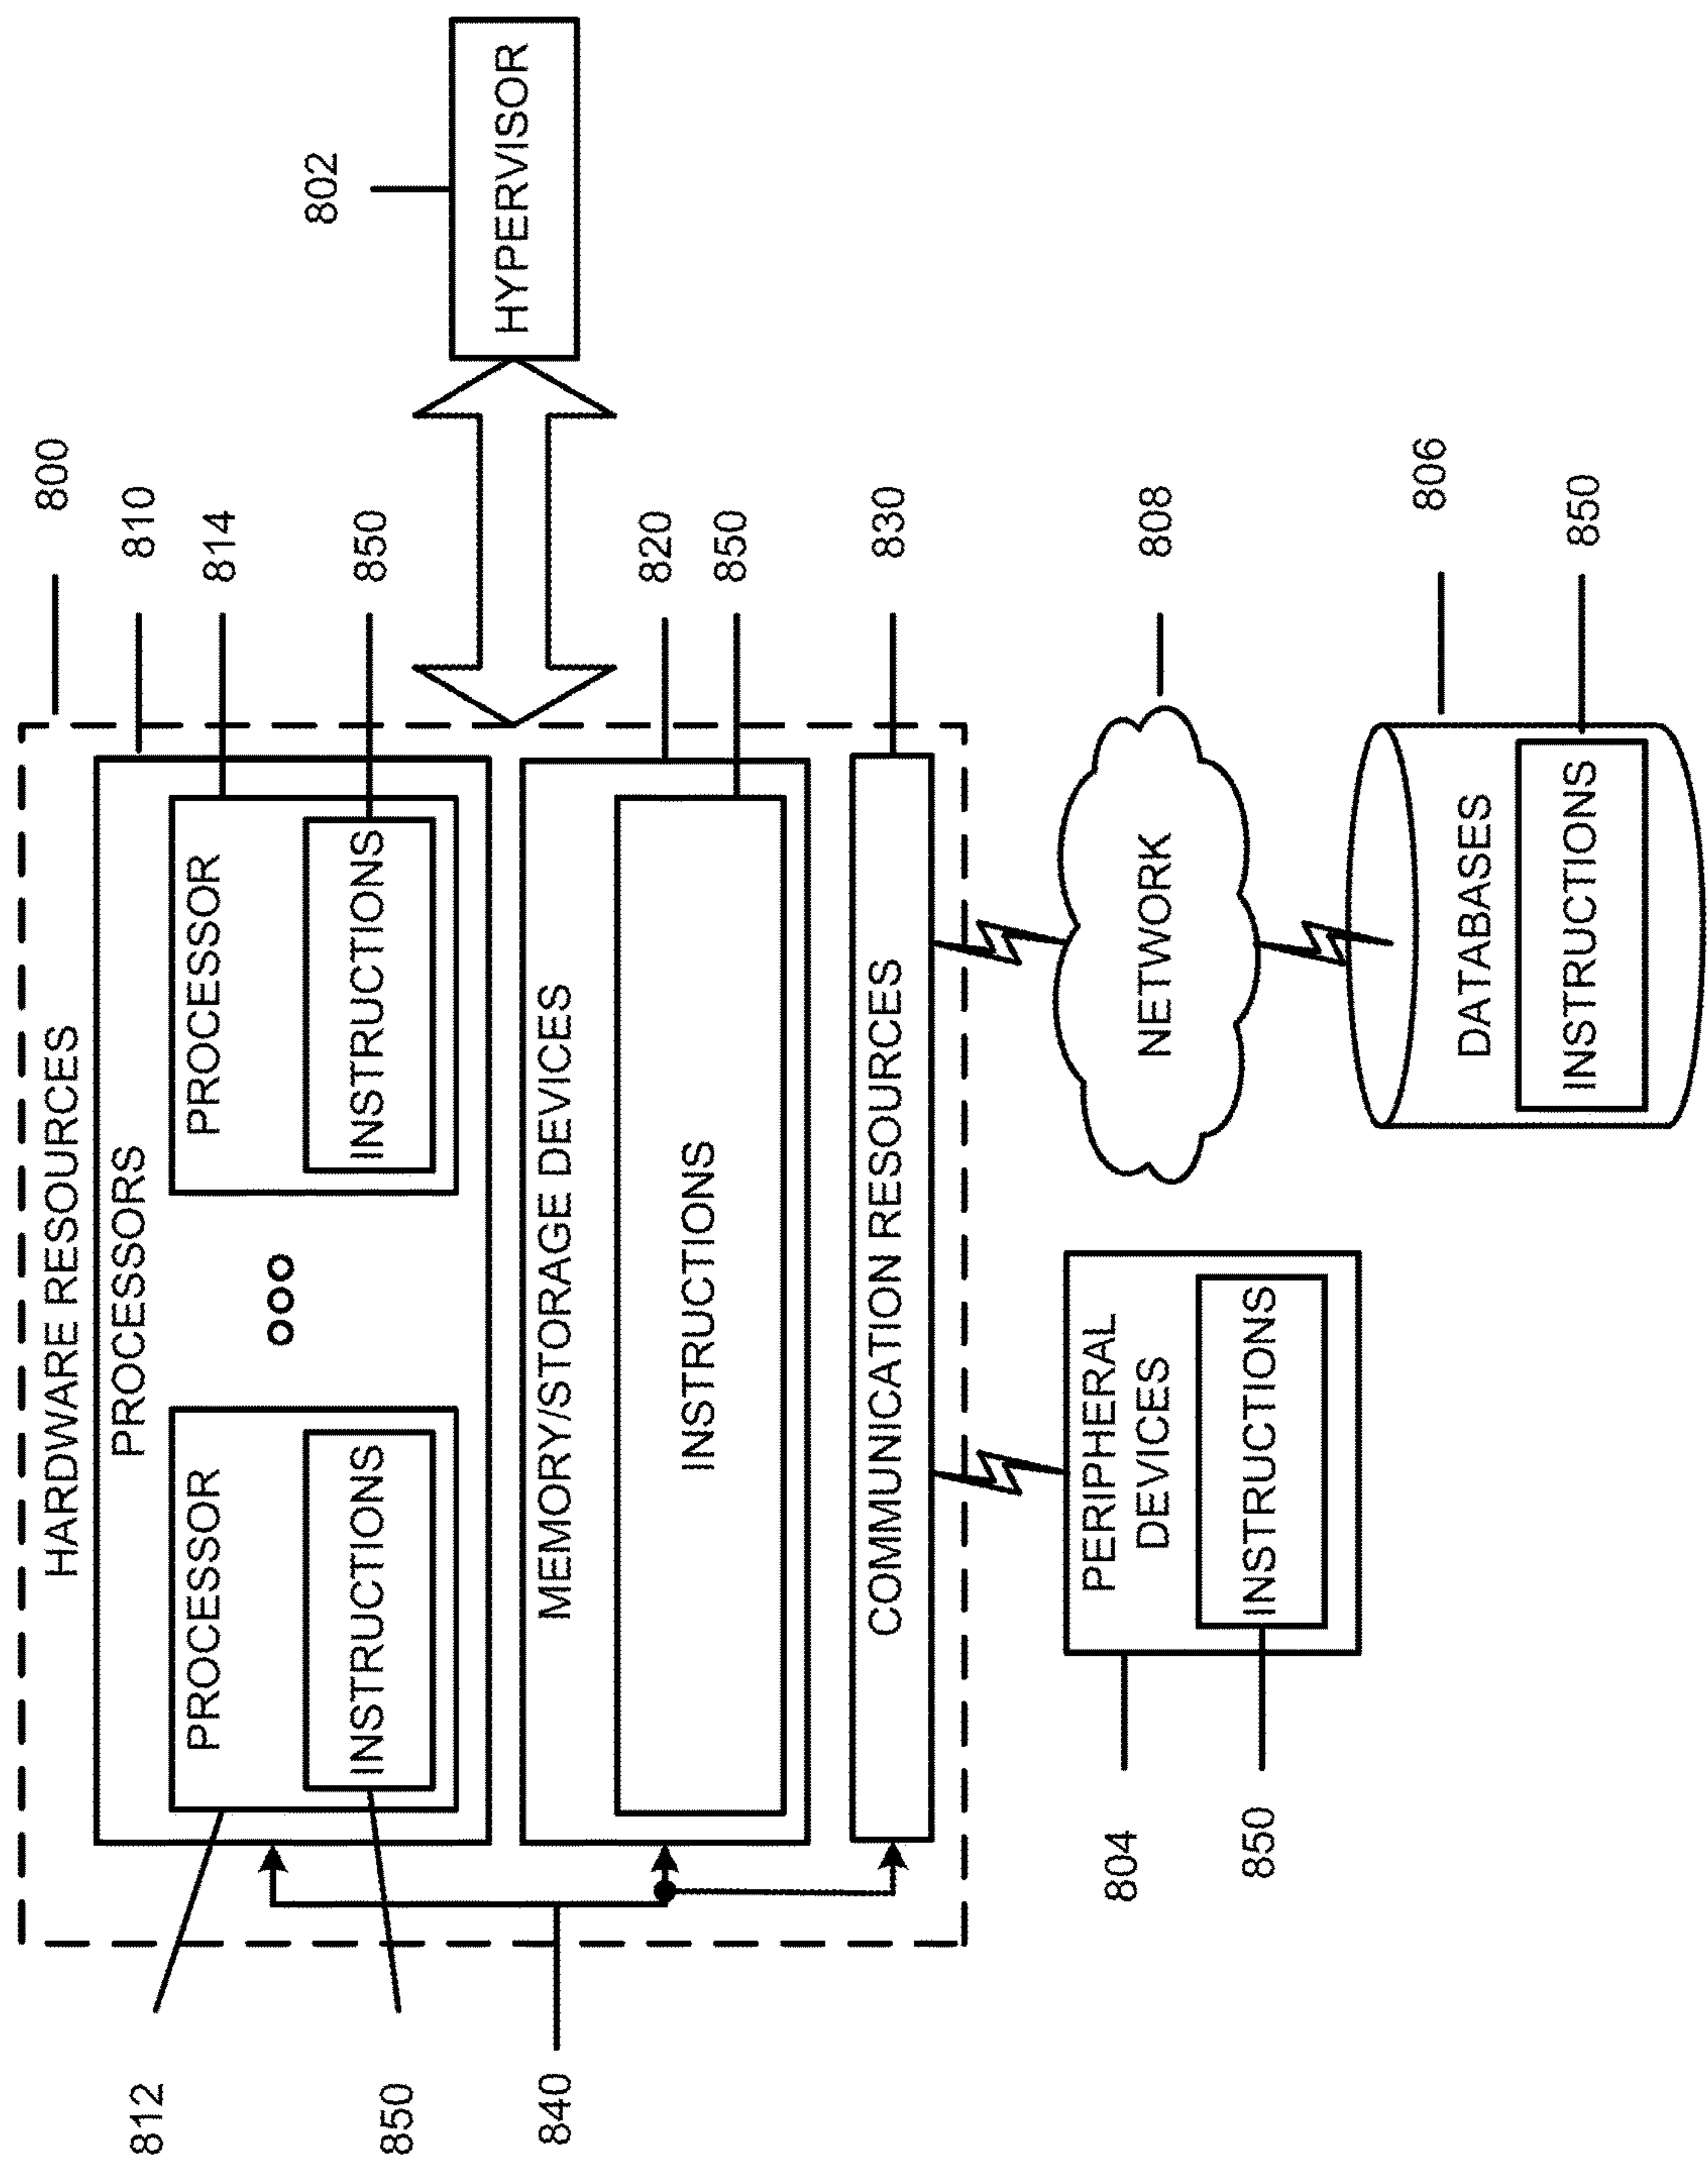 HARDWARE RESOURCES
800
PROCESSORS
810
812
PROCESSOR
PROCESSOR
814
850
INSTRUCTIONS
INSTRUCTIONS
850
802
HYPERVISOR
840
MEMORY/STORAGE DEVICES
820
INSTRUCTIONS
850
COMMUNICATION RESOURCES
830
804
PERIPHERAL
DEVICES
850
INSTRUCTIONS
NETWORK
808
DATABASES
806
INSTRUCTIONS
850